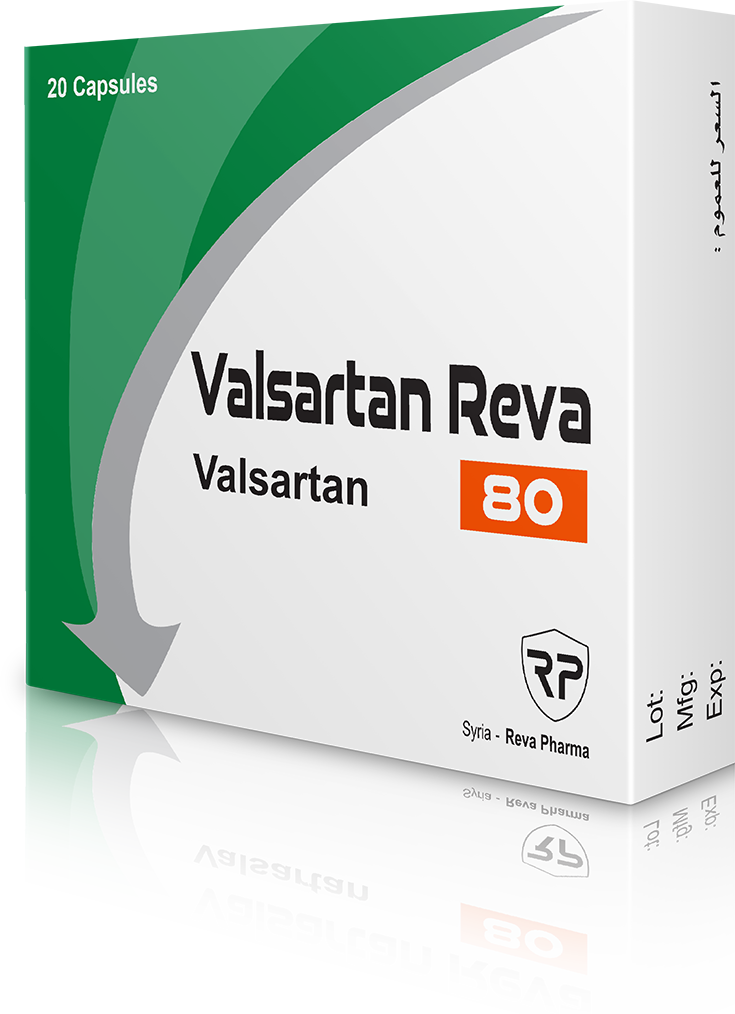 20 Capsules
Valsartan Reva
Valsartan
80
RP
Syria - Reva Pharma
السعر للعموم :
Lot:
Mfg:
Exp: